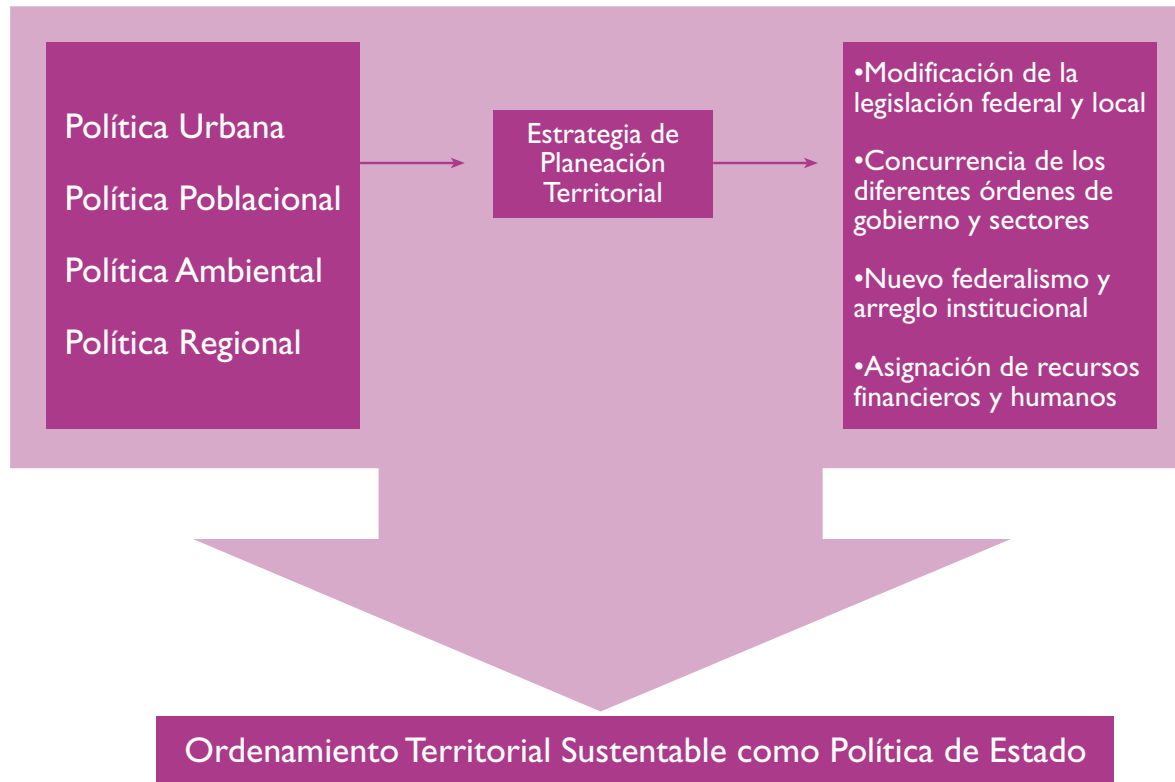 Política Urbana
Política Poblacional
Política Ambiental
Política Regional
Estrategia de
Planeación
Territorial
•Modificación de la
legislación federal y local
•Concurrencia de los
diferentes órdenes de
gobierno y sectores
•Nuevo federalismo y
arreglo institucional
•Asignación de recursos
financieros y humanos
Ordenamiento Territorial Sustentable como Política de Estado